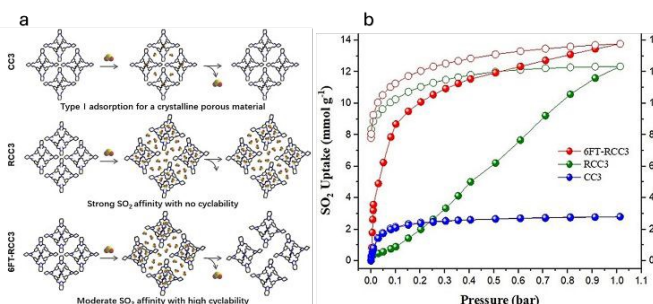 a
b
CC3
Type I adsorption for a crystalline porous material
RCC3
Strong SO₂ affinity with no cyclability
6FT-RCC3
Moderate SO₂ affinity with high cyclability
SO₂ Uptake (mmol g⁻¹)
14
12
10
8
6
4
2
0
6FT-RCC3
RCC3
CC3
0.0 0.1 0.2 0.3 0.4 0.5 0.6 0.7 0.8 0.9 1.0 1.1
Pressure (bar)